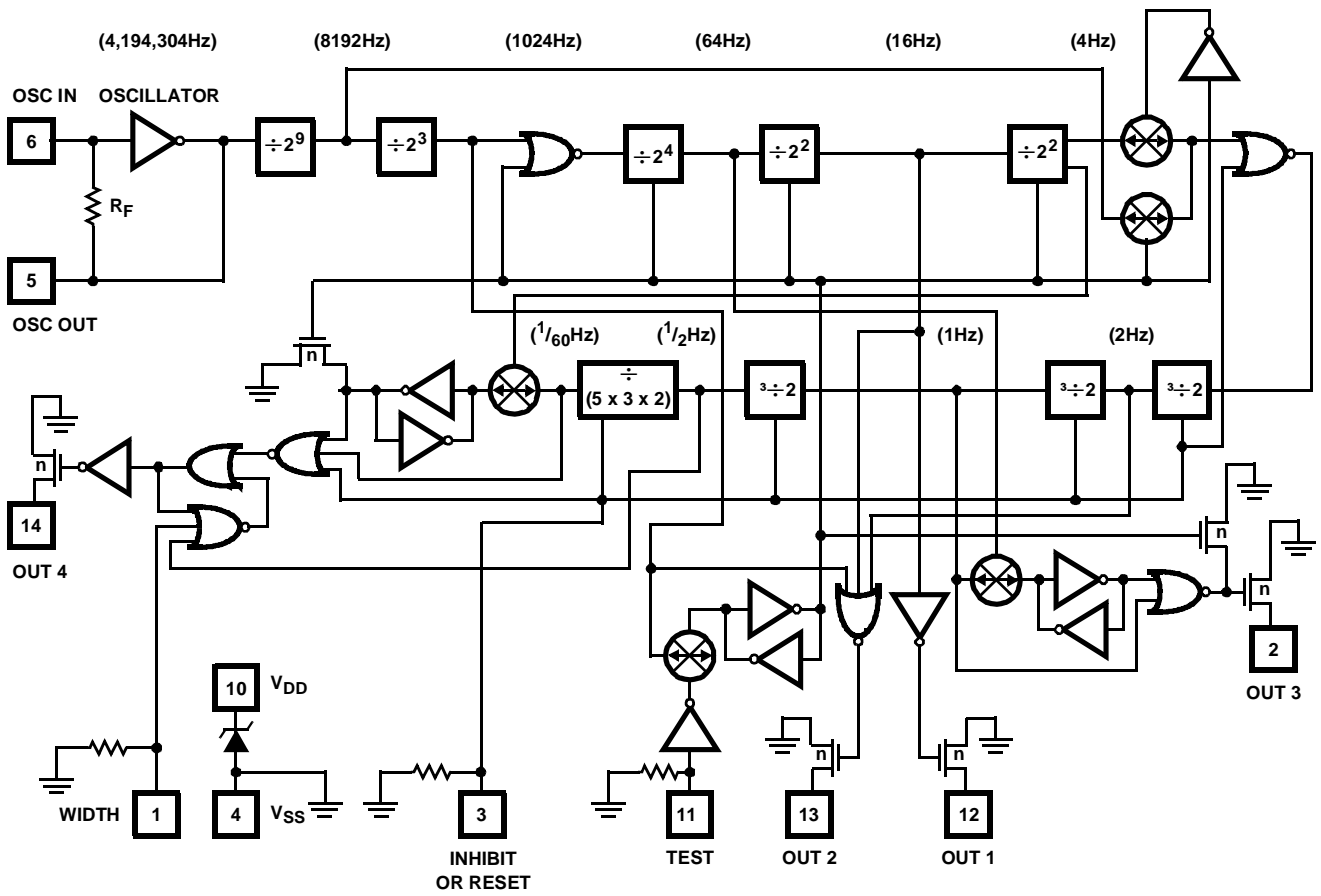 (4,194,304Hz) (8192Hz) (1024Hz) (64Hz) (16Hz) (4Hz)
OSC IN OSCILLATOR
6 ÷2⁹ ÷2³ ÷2⁴ ÷2² ÷2²
R_F
5
OSC OUT
(¹/₆₀Hz) (¹/₂Hz) (1Hz) (2Hz)
n
÷
(5 x 3 x 2) ³÷2 ³÷2 ³÷2
n
14
OUT 4
n
n
2
OUT 3
10 V_DD
n n
WIDTH 1 4 V_SS 3 11 13 12
INHIBIT
OR RESET TEST OUT 2 OUT 1